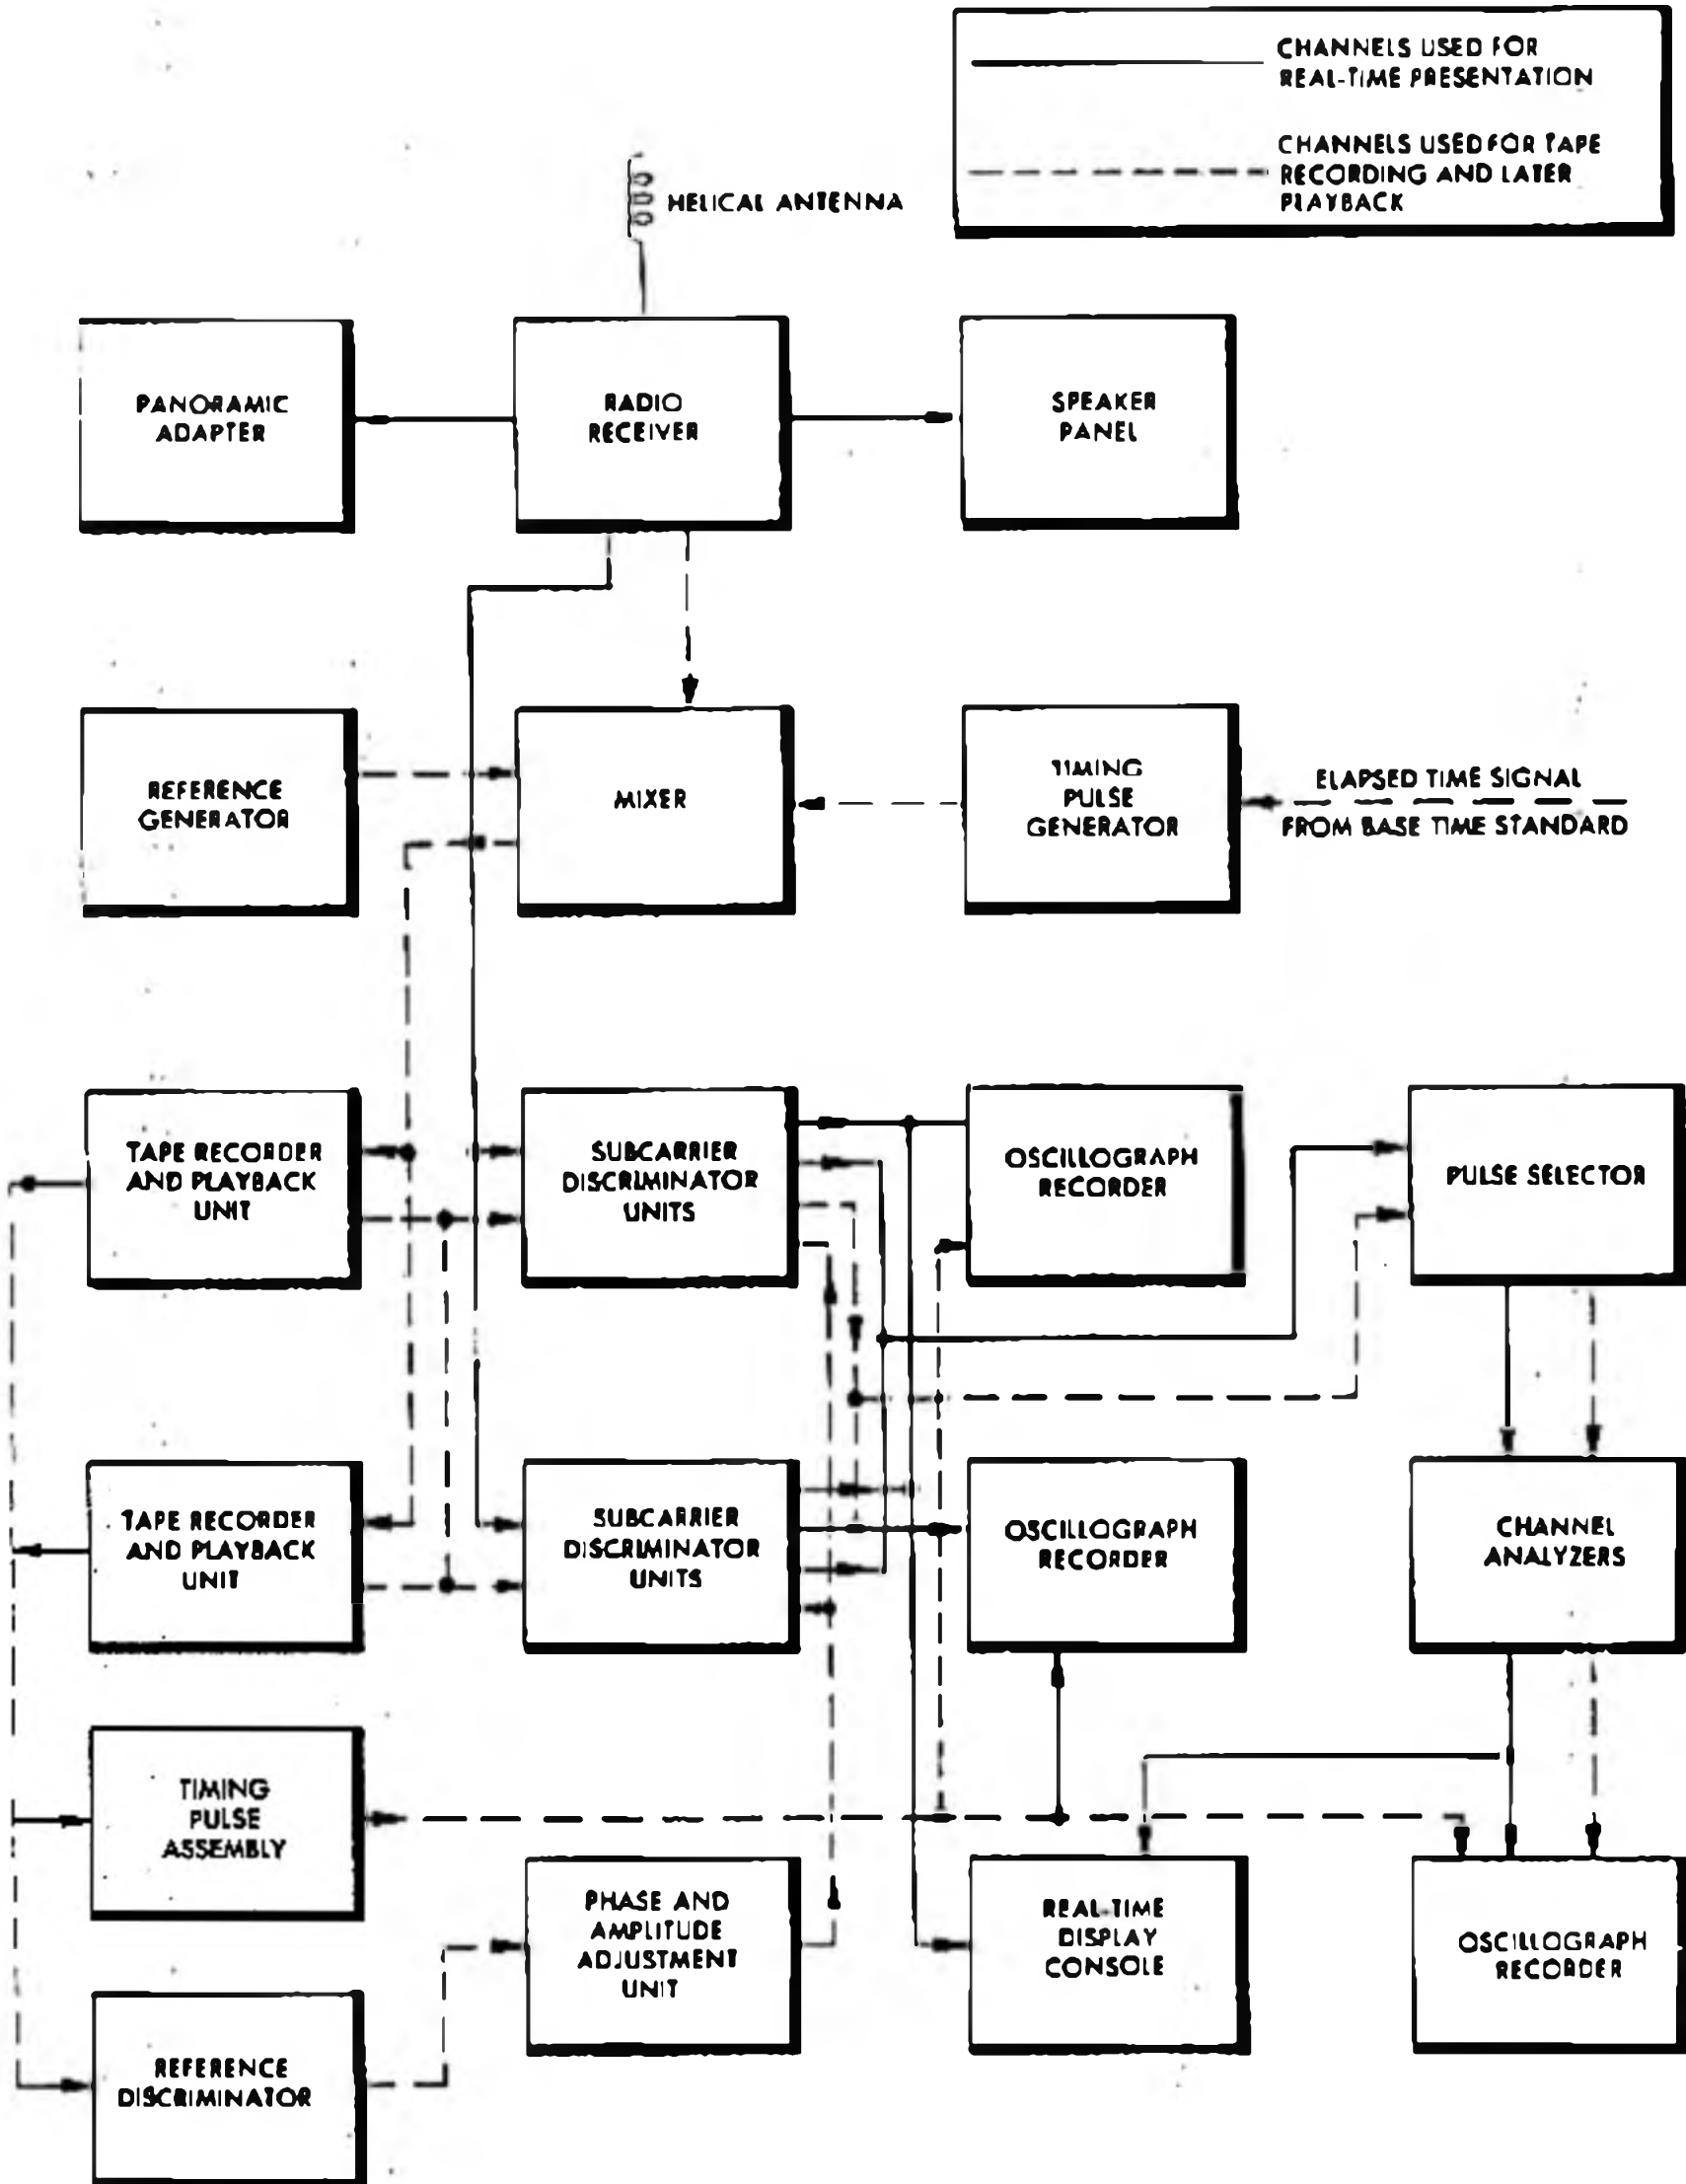 CHANNELS USED FOR
REAL-TIME PRESENTATION
CHANNELS USED FOR TAPE
RECORDING AND LATER
PLAYBACK
HELICAL ANTENNA
PANORAMIC
ADAPTER
RADIO
RECEIVER
SPEAKER
PANEL
REFERENCE
GENERATOR
MIXER
TIMING
PULSE
GENERATOR
ELAPSED TIME SIGNAL
FROM BASE TIME STANDARD
TAPE RECORDER
AND PLAYBACK
UNIT
SUBCARRIER
DISCRIMINATOR
UNITS
OSCILLOGRAPH
RECORDER
PULSE SELECTOR
TAPE RECORDER
AND PLAYBACK
UNIT
SUBCARRIER
DISCRIMINATOR
UNITS
OSCILLOGRAPH
RECORDER
CHANNEL
ANALYZERS
TIMING
PULSE
ASSEMBLY
PHASE AND
AMPLITUDE
ADJUSTMENT
UNIT
REAL-TIME
DISPLAY
CONSOLE
OSCILLOGRAPH
RECORDER
REFERENCE
DISCRIMINATOR